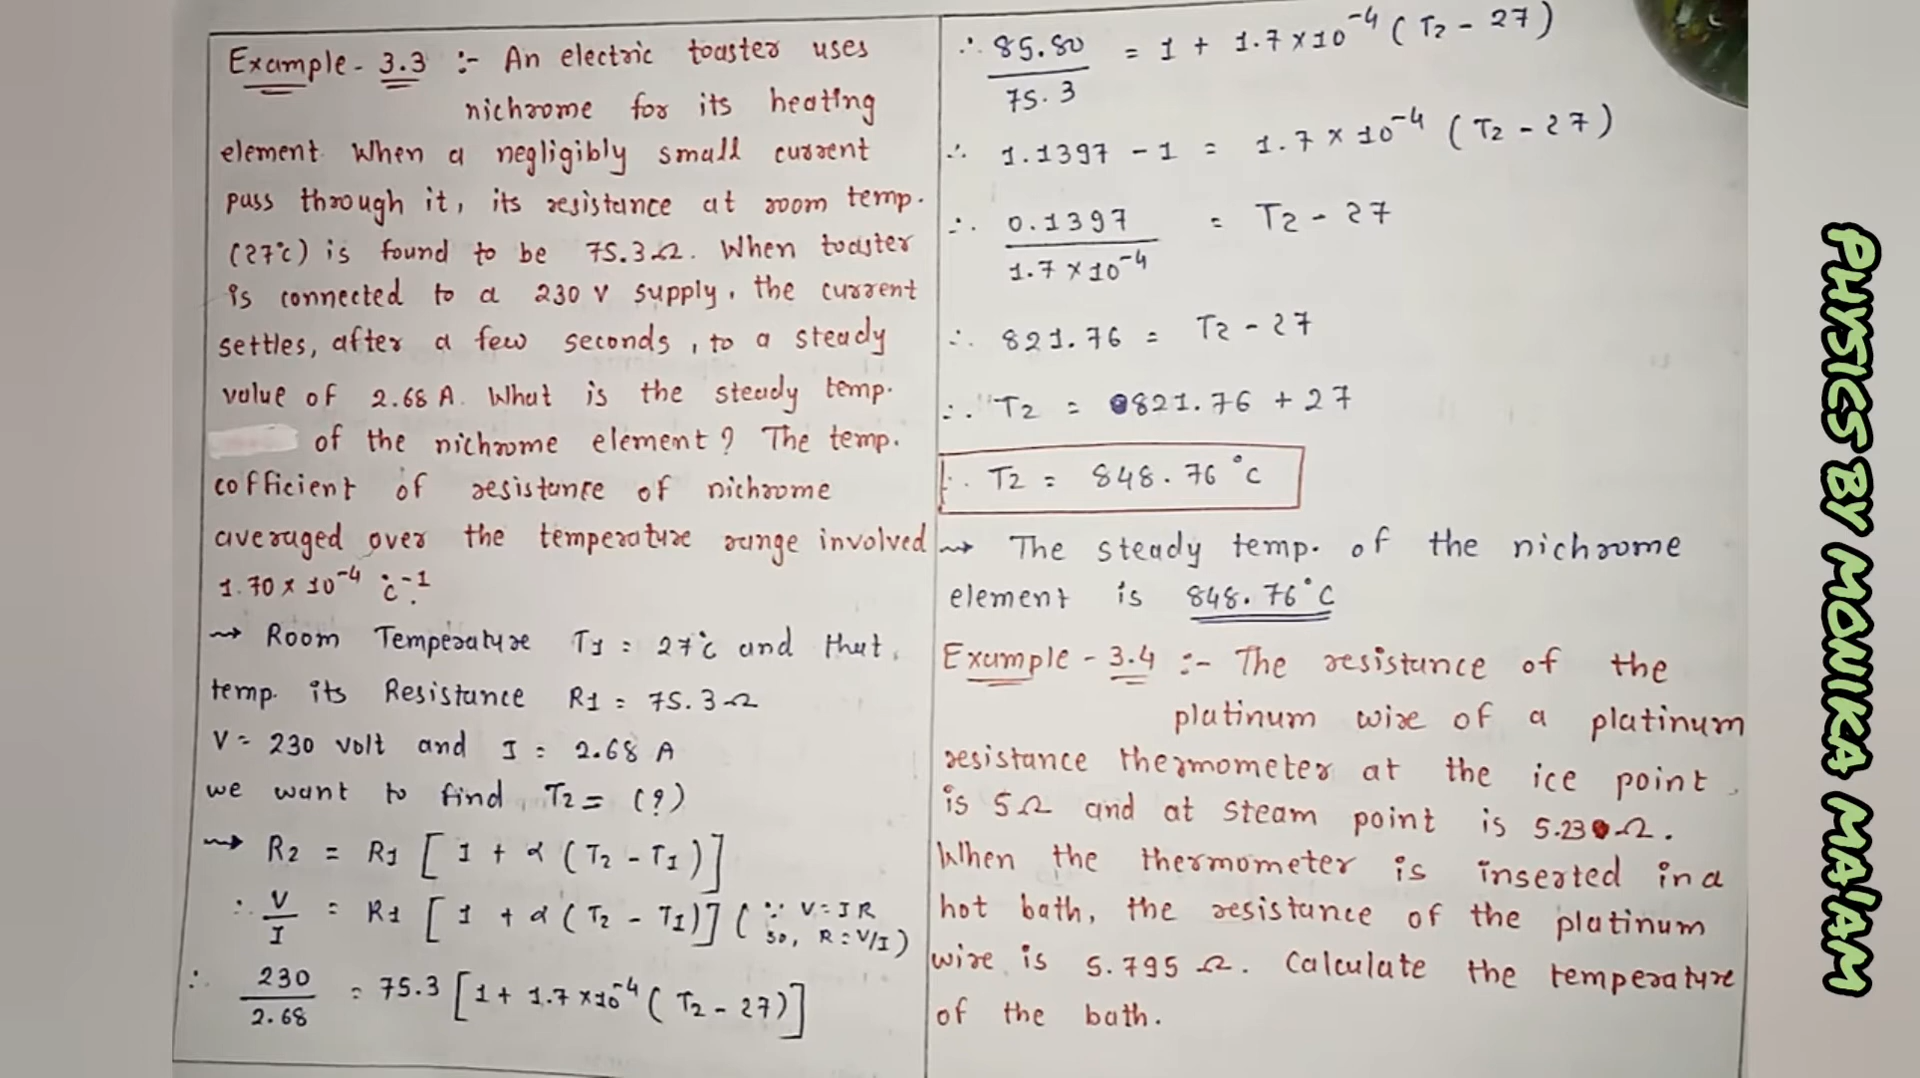 Example - 3.3 :- An electric toaster uses
nichrome for its heating
element. When a negligibly small current
pass through it, its resistance at room temp.
(27°c) is found to be 75.3Ω. When toaster
is connected to a 230 V supply, the current
settles, after a few seconds, to a steady
value of 2.68 A. What is the steady temp.
of the nichrome element? The temp.
cofficient of resistance of nichrome
averaged over the temperature range involved
1.70 × 10⁻⁴ °c⁻¹.
⇝ Room Temperature T1 = 27°c and that
temp. its Resistance R1 = 75.3Ω
V = 230 volt and I = 2.68 A
we want to find T2 = (?)
⇝ R2 = R1 [ 1 + α ( T2 - T1 )]
∴ V/I = R1 [ 1 + α ( T2 - T1 )] ( ∵ V = IR so, R = V/I )
∴ 230/2.68 = 75.3 [ 1 + 1.7 × 10⁻⁴ ( T2 - 27 )]
∴ 85.80/75.3 = 1 + 1.7 × 10⁻⁴ ( T2 - 27 )
∴ 1.1397 - 1 = 1.7 × 10⁻⁴ ( T2 - 27 )
∴ 0.1397/1.7 × 10⁻⁴ = T2 - 27
∴ 821.76 = T2 - 27
∴ T2 = 821.76 + 27
∴ T2 = 848.76 °c
⇝ The steady temp. of the nichrome
element is 848.76°C
Example - 3.4 :- The resistance of the
platinum wire of a platinum
resistance thermometer at the ice point
is 5Ω and at steam point is 5.23 Ω.
When the thermometer is inserted in a
hot bath, the resistance of the platinum
wire is 5.795 Ω. Calculate the temperature
of the bath.
PHYSICS BY MONIKA MA'AM